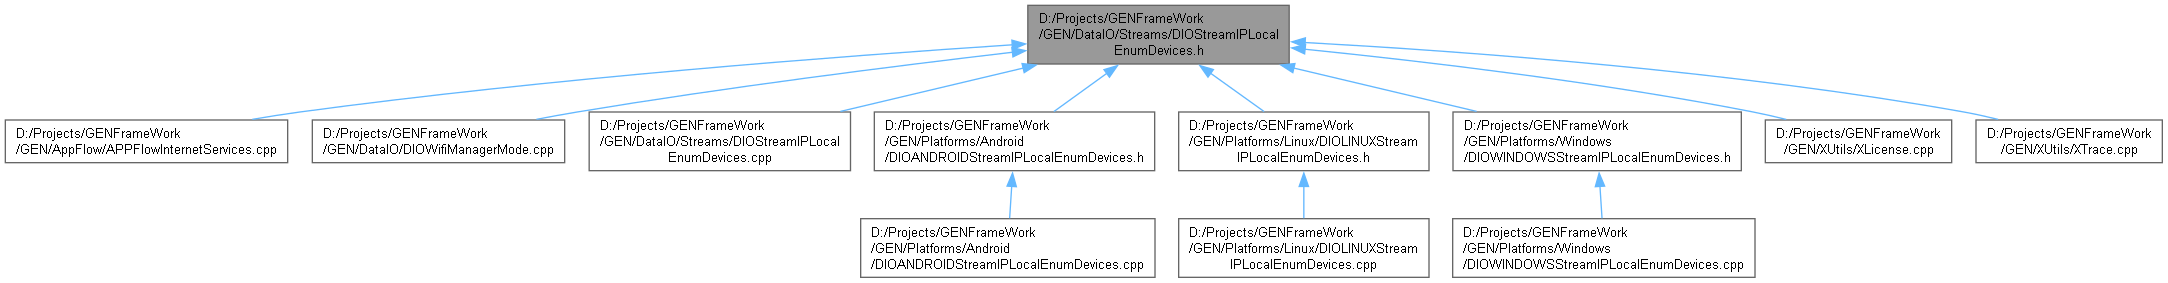 D:/Projects/GENFrameWork
/GEN/DataIO/Streams/DIOStreamIPLocal
EnumDevices.h
D:/Projects/GENFrameWork
/GEN/AppFlow/APPFlowInternetServices.cpp
D:/Projects/GENFrameWork
/GEN/DataIO/DIOWifiManagerMode.cpp
D:/Projects/GENFrameWork
/GEN/DataIO/Streams/DIOStreamIPLocal
EnumDevices.cpp
D:/Projects/GENFrameWork
/GEN/Platforms/Android
/DIOANDROIDStreamIPLocalEnumDevices.h
D:/Projects/GENFrameWork
/GEN/Platforms/Linux/DIOLINUXStream
IPLocalEnumDevices.h
D:/Projects/GENFrameWork
/GEN/Platforms/Windows
/DIOWINDOWSStreamIPLocalEnumDevices.h
D:/Projects/GENFrameWork
/GEN/XUtils/XLicense.cpp
D:/Projects/GENFrameWork
/GEN/XUtils/XTrace.cpp
D:/Projects/GENFrameWork
/GEN/Platforms/Android
/DIOANDROIDStreamIPLocalEnumDevices.cpp
D:/Projects/GENFrameWork
/GEN/Platforms/Linux/DIOLINUXStream
IPLocalEnumDevices.cpp
D:/Projects/GENFrameWork
/GEN/Platforms/Windows
/DIOWINDOWSStreamIPLocalEnumDevices.cpp